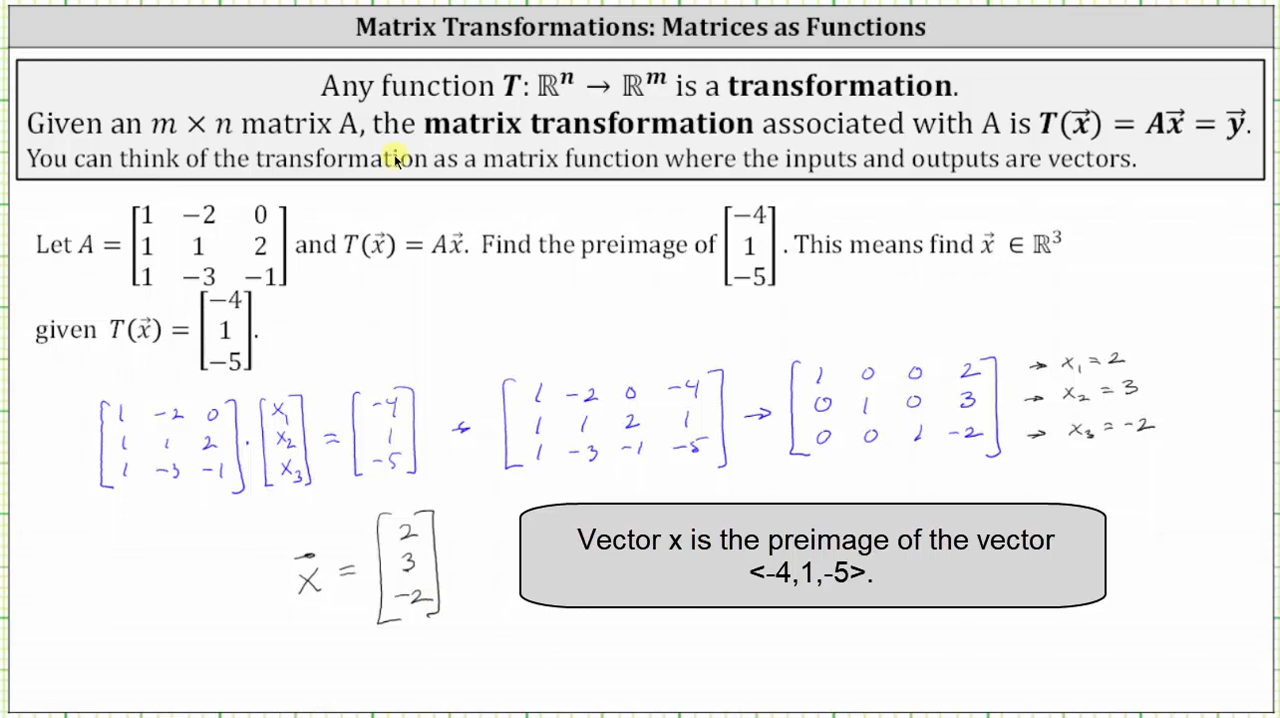 Matrix Transformations: Matrices as Functions
Any function T: ℝⁿ → ℝᵐ is a transformation.
Given an m × n matrix A, the matrix transformation associated with A is T(x⃗) = Ax⃗ = y⃗.
You can think of the transformation as a matrix function where the inputs and outputs are vectors.
Let A = [1 −2 0; 1 1 2; 1 −3 −1] and T(x⃗) = Ax⃗. Find the preimage of [−4; 1; −5]. This means find x⃗ ∈ ℝ³
given T(x⃗) = [−4; 1; −5].
[1 −2 0; 1 1 2; 1 −3 −1] · [x₁; x₂; x₃] = [−4; 1; −5] → [1 −2 0 −4; 1 1 2 1; 1 −3 −1 −5] → [1 0 0 2; 0 1 0 3; 0 0 1 −2]
→ x₁ = 2
→ x₂ = 3
→ x₃ = −2
x⃗ = [2; 3; −2]
Vector x is the preimage of the vector
<-4,1,-5>.